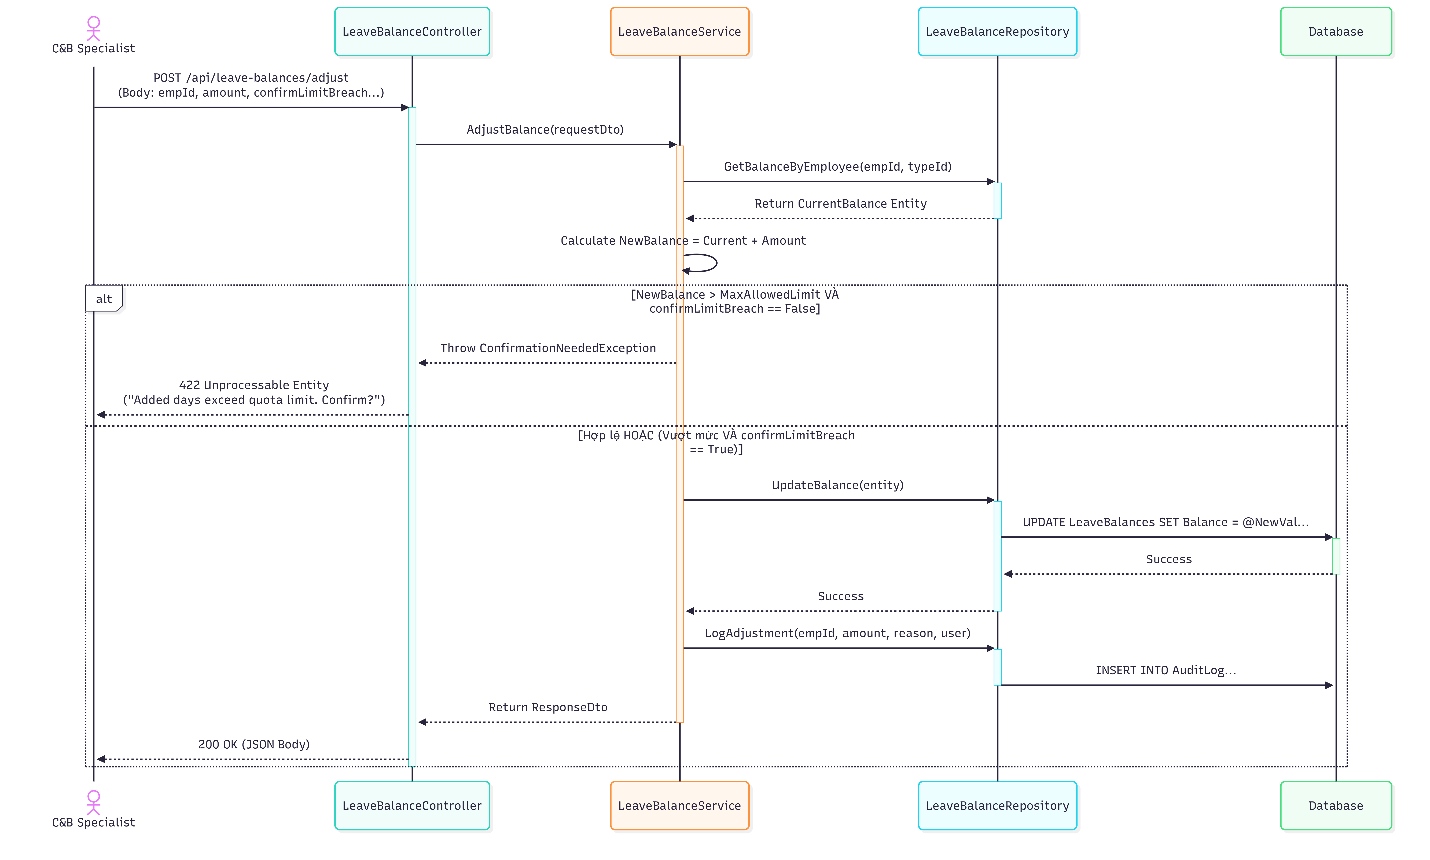 C&B Specialist
LeaveBalanceController
LeaveBalanceService
LeaveBalanceRepository
Database
POST /api/leave-balances/adjust
(Body: empId, amount, confirmLimitBreach...)
AdjustBalance(requestDto)
GetBalanceByEmployee(empId, typeId)
Return CurrentBalance Entity
Calculate NewBalance = Current + Amount
alt
[NewBalance > MaxAllowedLimit VÀ
confirmLimitBreach == False]
Throw ConfirmationNeededException
422 Unprocessable Entity
("Added days exceed quota limit. Confirm?")
[Hợp lệ HOẶC (Vượt mức VÀ confirmLimitBreach
== True)]
UpdateBalance(entity)
UPDATE LeaveBalances SET Balance = @NewVal...
Success
Success
LogAdjustment(empId, amount, reason, user)
INSERT INTO AuditLog...
Return ResponseDto
200 OK (JSON Body)
C&B Specialist
LeaveBalanceController
LeaveBalanceService
LeaveBalanceRepository
Database